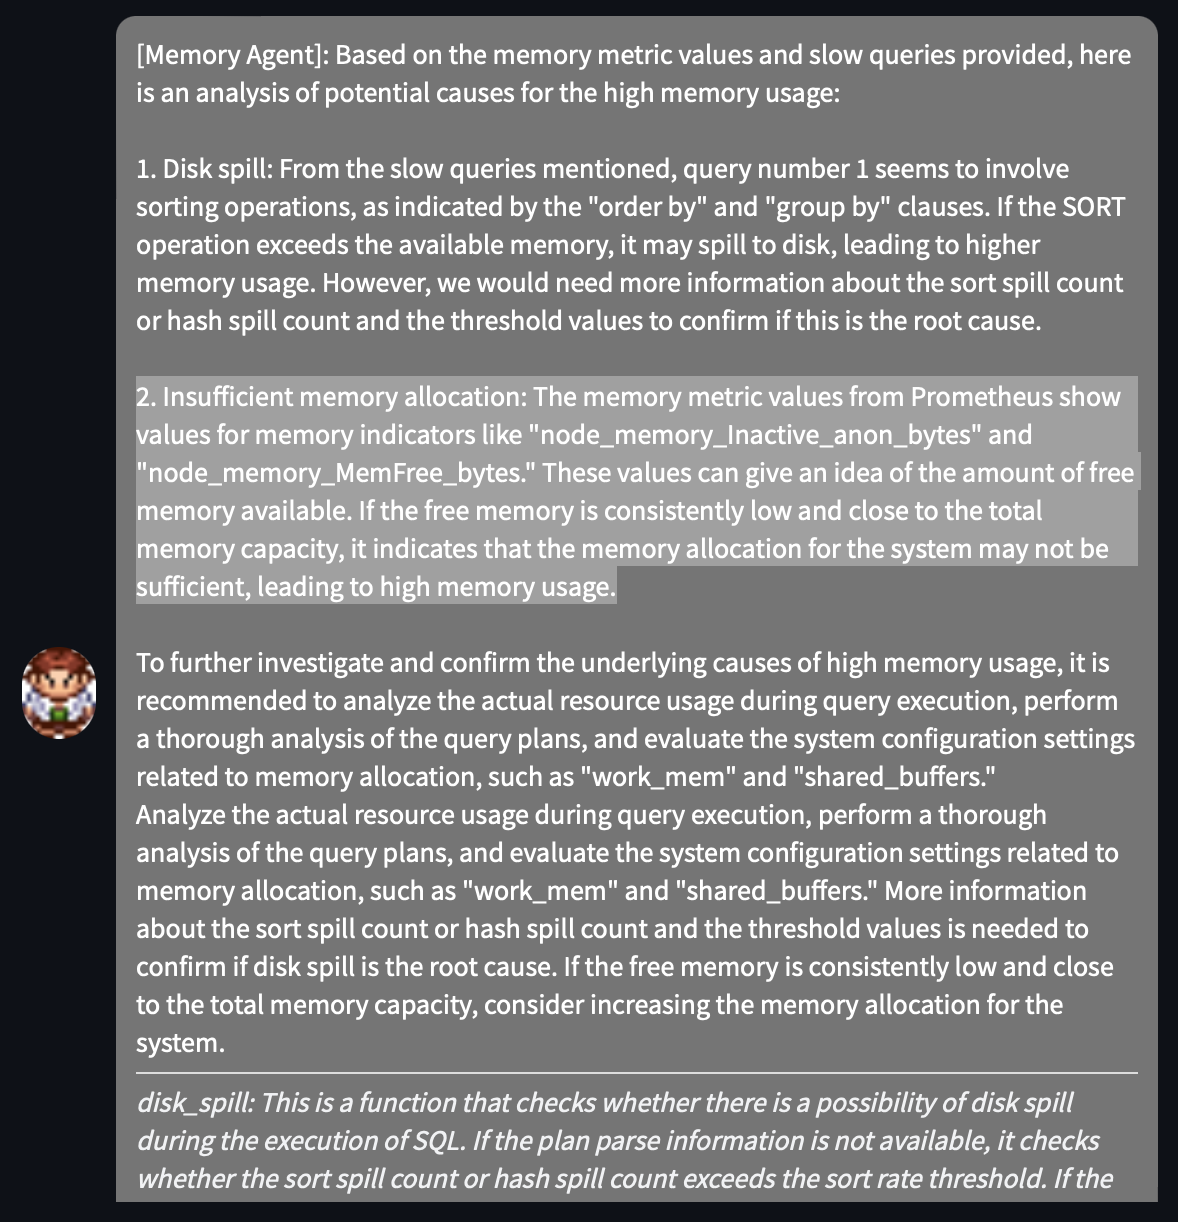 [Memory Agent]: Based on the memory metric values and slow queries provided, here
is an analysis of potential causes for the high memory usage:
1. Disk spill: From the slow queries mentioned, query number 1 seems to involve
sorting operations, as indicated by the "order by" and "group by" clauses. If the SORT
operation exceeds the available memory, it may spill to disk, leading to higher
memory usage. However, we would need more information about the sort spill count
or hash spill count and the threshold values to confirm if this is the root cause.
2. Insufficient memory allocation: The memory metric values from Prometheus show
values for memory indicators like "node_memory_Inactive_anon_bytes" and
"node_memory_MemFree_bytes." These values can give an idea of the amount of free
memory available. If the free memory is consistently low and close to the total
memory capacity, it indicates that the memory allocation for the system may not be
sufficient, leading to high memory usage.
To further investigate and confirm the underlying causes of high memory usage, it is
recommended to analyze the actual resource usage during query execution, perform
a thorough analysis of the query plans, and evaluate the system configuration settings
related to memory allocation, such as "work_mem" and "shared_buffers."
Analyze the actual resource usage during query execution, perform a thorough
analysis of the query plans, and evaluate the system configuration settings related to
memory allocation, such as "work_mem" and "shared_buffers." More information
about the sort spill count or hash spill count and the threshold values is needed to
confirm if disk spill is the root cause. If the free memory is consistently low and close
to the total memory capacity, consider increasing the memory allocation for the
system.
disk_spill: This is a function that checks whether there is a possibility of disk spill
during the execution of SQL. If the plan parse information is not available, it checks
whether the sort spill count or hash spill count exceeds the sort rate threshold. If the